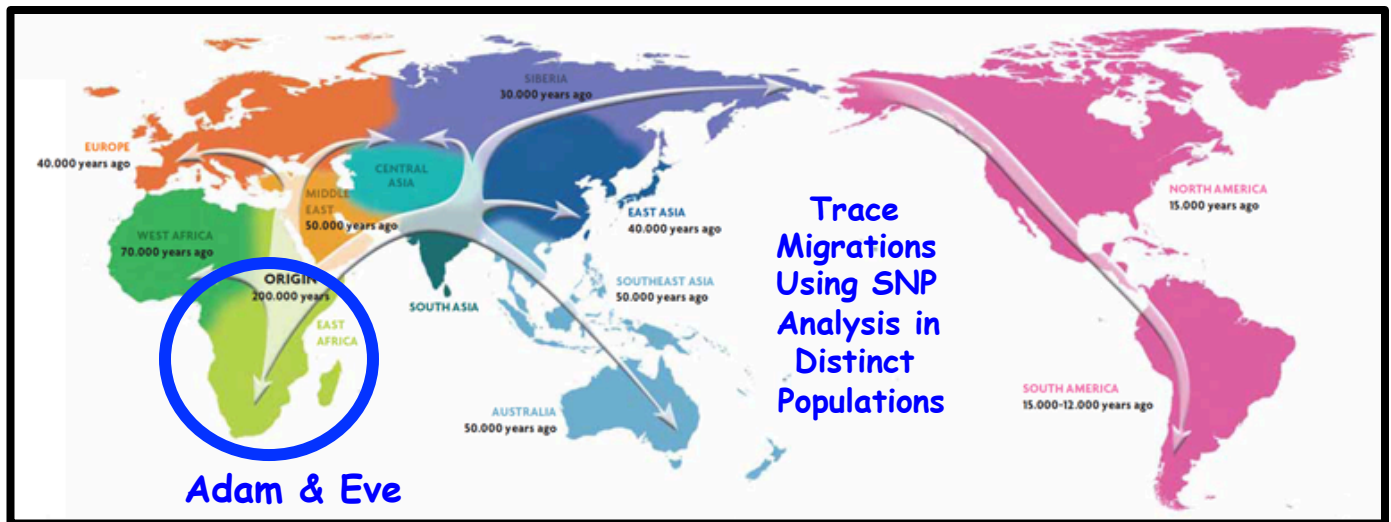 SIBERIA
30.000 years ago
EUROPE
40.000 years ago
CENTRAL
ASIA
MIDDLE
EAST
50.000 years ago
WEST AFRICA
70.000 years ago
ORIGIN
200.000 years
EAST
AFRICA
SOUTH ASIA
EAST ASIA
40.000 years ago
SOUTHEAST ASIA
50.000 years ago
AUSTRALIA
50.000 years ago
Trace
Migrations
Using SNP
Analysis in
Distinct
Populations
NORTH AMERICA
15.000 years ago
SOUTH AMERICA
15.000-12.000 years ago
Adam & Eve